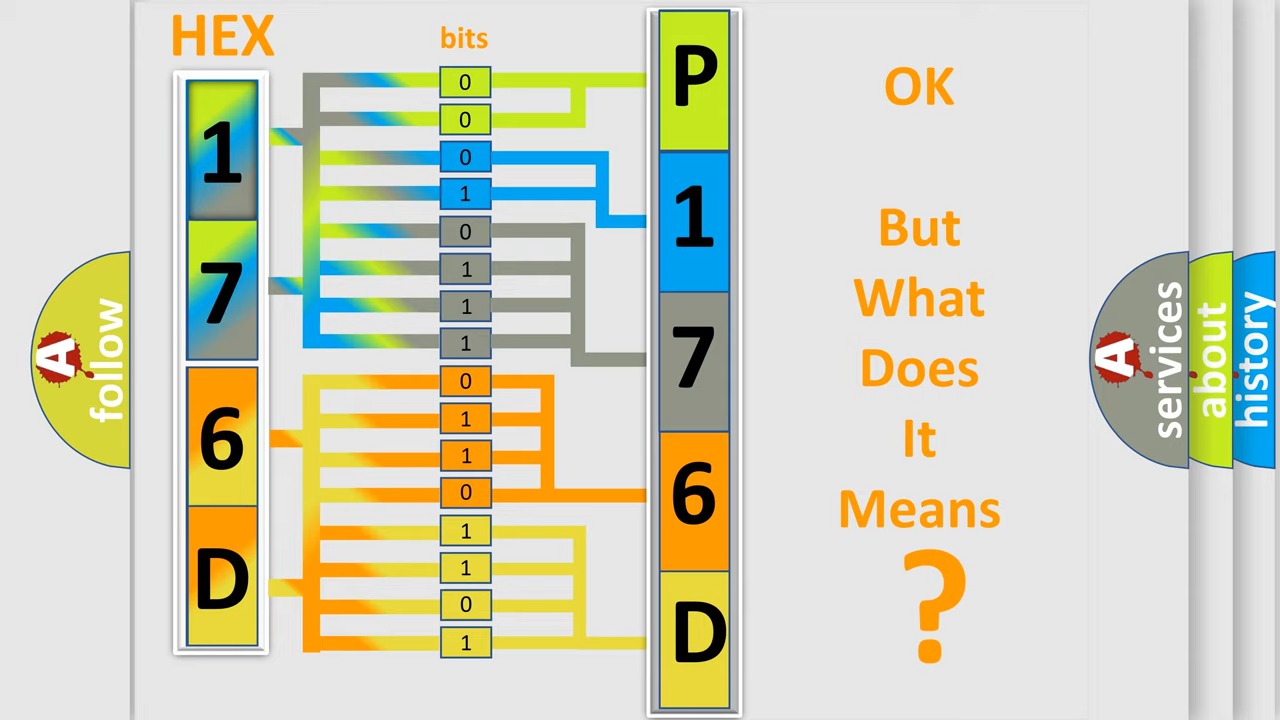 HEX
bits
1
7
6
D
0
0
0
1
0
1
1
1
0
1
1
0
1
1
0
1
P
1
7
6
D
OK
But
What
Does
It
Means
?
A
follow
A
services
about
history